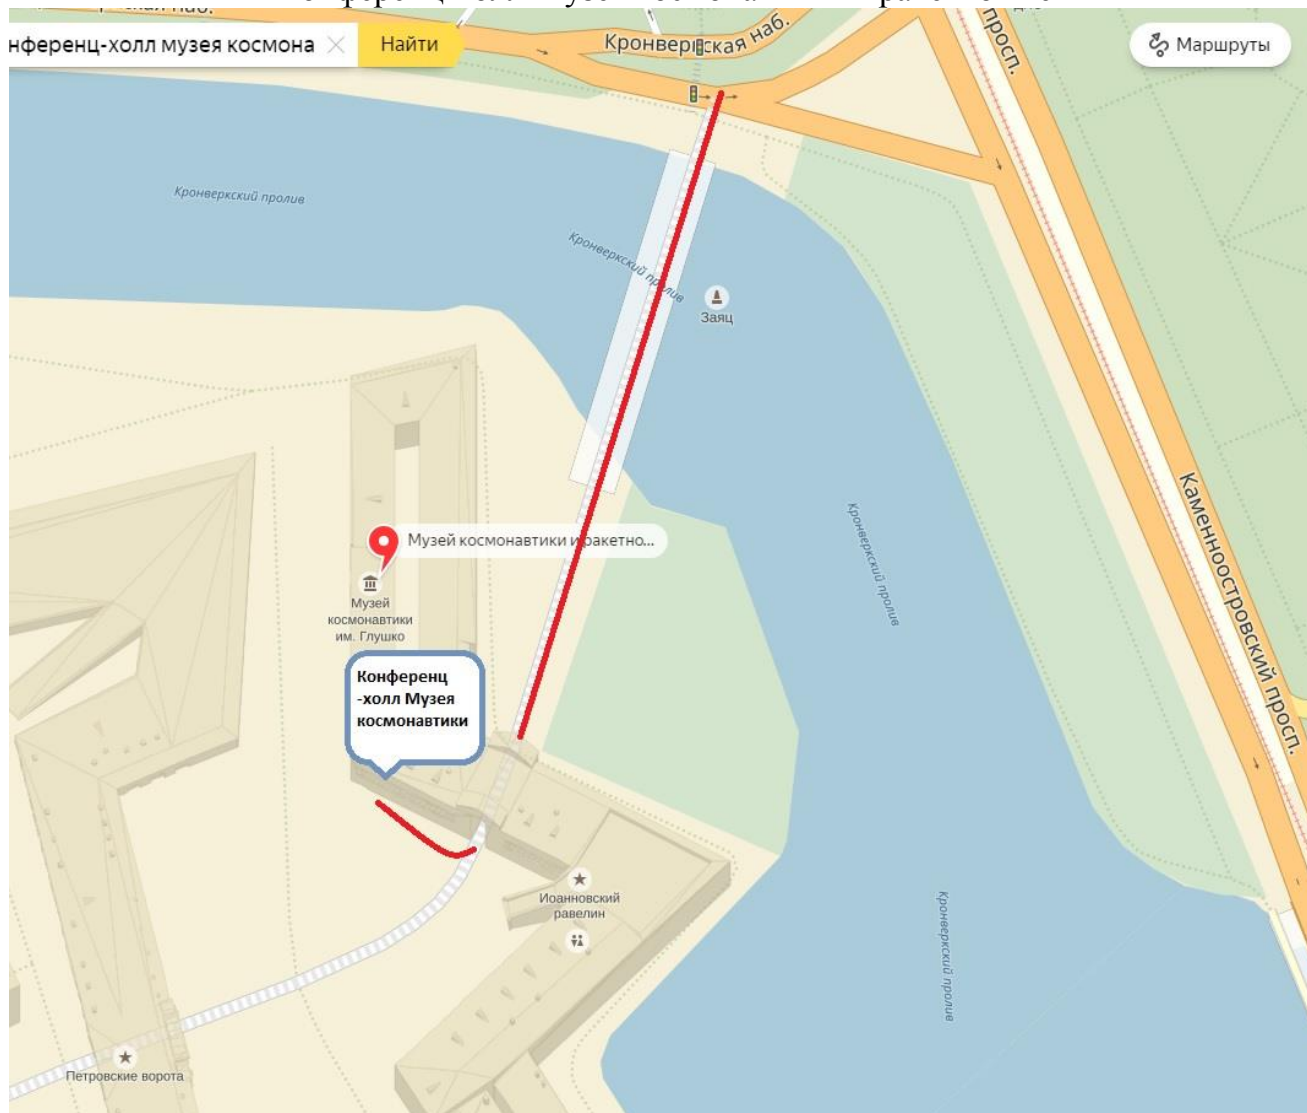 нференц-холл музея космона
Найти
Кронверкская наб.
просп.
Маршруты
Кронверкский пролив
Кронверкский пролив
Заяц
Каменноостровский просп.
Кронверкский пролив
Музей космонавтики и ракетно...
Музей
космонавтики
им. Глушко
Конференц
-холл Музея
космонавтики
Иоанновский
равелин
Кронверкский пролив
Петровские ворота